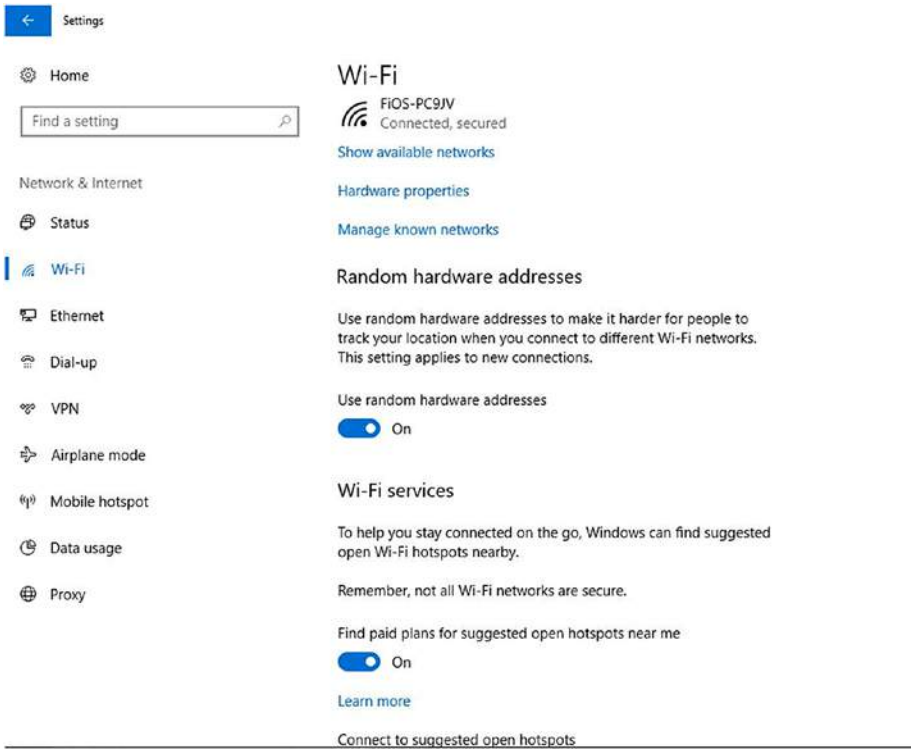 Settings
Home
Find a setting
Network & Internet
Status
Wi-Fi
Ethernet
Dial-up
VPN
Airplane mode
Mobile hotspot
Data usage
Proxy
Wi-Fi
FiOS-PC9JV
Connected, secured
Show available networks
Hardware properties
Manage known networks
Random hardware addresses
Use random hardware addresses to make it harder for people to
track your location when you connect to different Wi-Fi networks.
This setting applies to new connections.
Use random hardware addresses
On
Wi-Fi services
To help you stay connected on the go, Windows can find suggested
open Wi-Fi hotspots nearby.
Remember, not all Wi-Fi networks are secure.
Find paid plans for suggested open hotspots near me
On
Learn more
Connect to suggested open hotspots